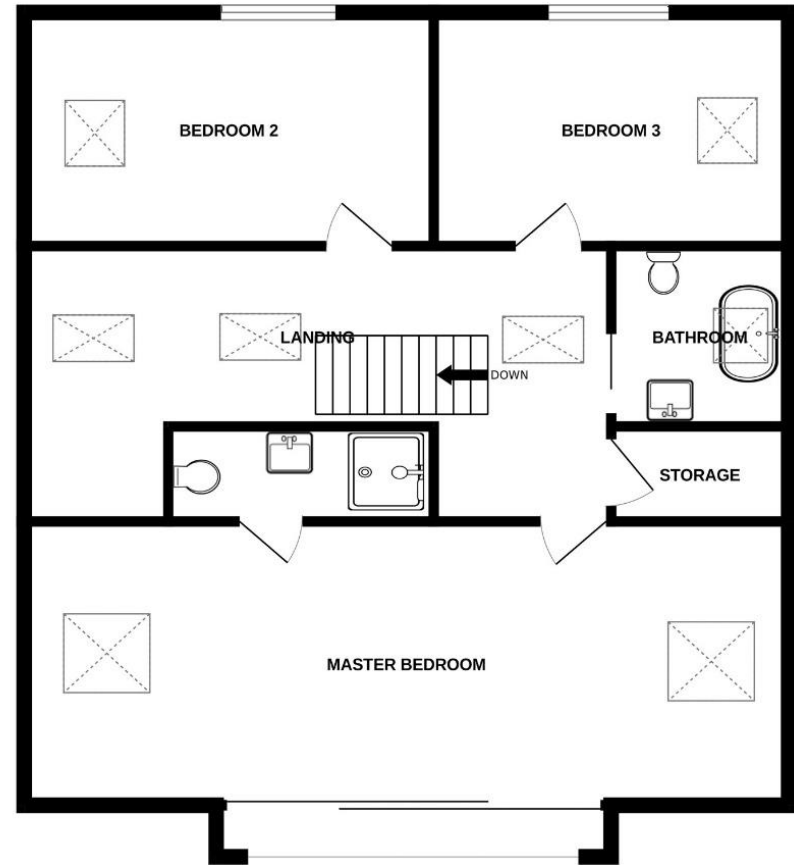 BEDROOM 2
BEDROOM 3
LANDING
BATHROOM
DOWN
STORAGE
MASTER BEDROOM